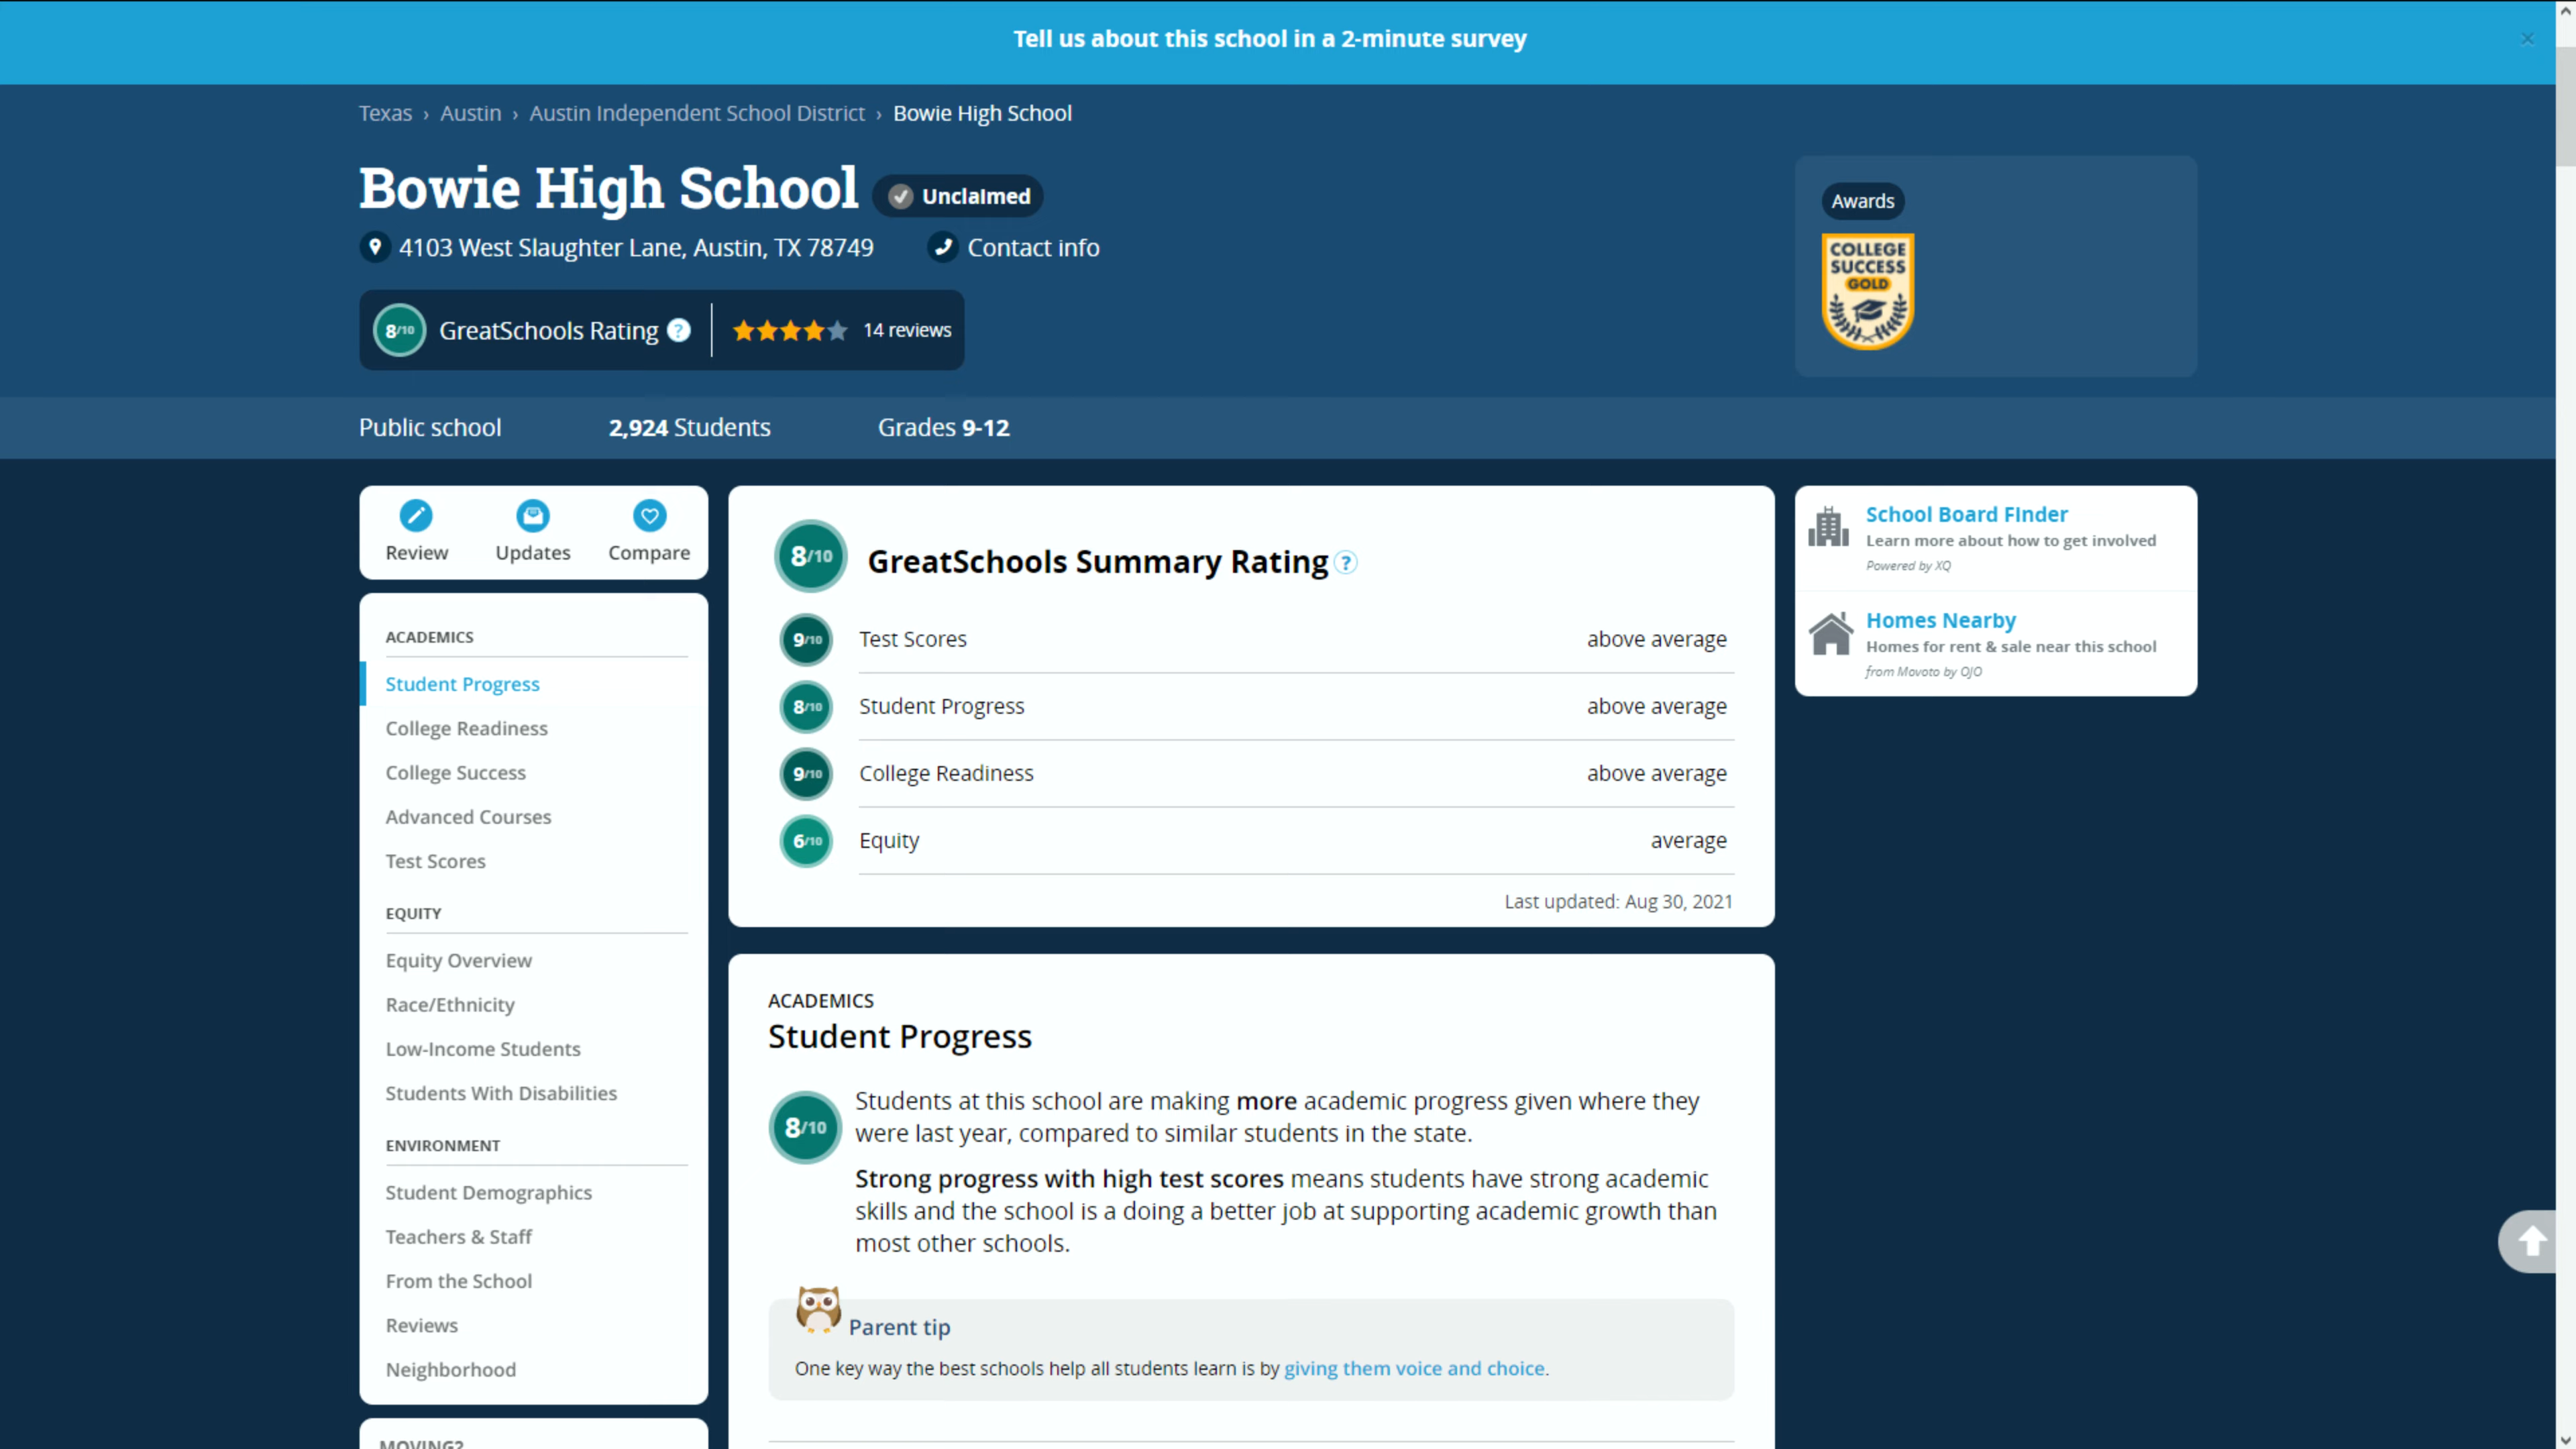 Tell us about this school in a 2-minute survey
×
Texas › Austin › Austin Independent School District › Bowie High School
Bowie High School
Unclaimed
4103 West Slaughter Lane, Austin, TX 78749
Contact info
8/10
GreatSchools Rating ?
14 reviews
Awards
COLLEGE
SUCCESS
GOLD
Public school
2,924 Students
Grades 9-12
Review
Updates
Compare
ACADEMICS
Student Progress
College Readiness
College Success
Advanced Courses
Test Scores
EQUITY
Equity Overview
Race/Ethnicity
Low-Income Students
Students With Disabilities
ENVIRONMENT
Student Demographics
Teachers & Staff
From the School
Reviews
Neighborhood
MOVING?
8/10 GreatSchools Summary Rating ?
9/10 Test Scores above average
8/10 Student Progress above average
9/10 College Readiness above average
6/10 Equity average
Last updated: Aug 30, 2021
ACADEMICS
Student Progress
8/10
Students at this school are making more academic progress given where they
were last year, compared to similar students in the state.
Strong progress with high test scores means students have strong academic
skills and the school is a doing a better job at supporting academic growth than
most other schools.
Parent tip
One key way the best schools help all students learn is by giving them voice and choice.
School Board FInder
Learn more about how to get involved
Powered by XQ
Homes Nearby
Homes for rent & sale near this school
from Movoto by OJO